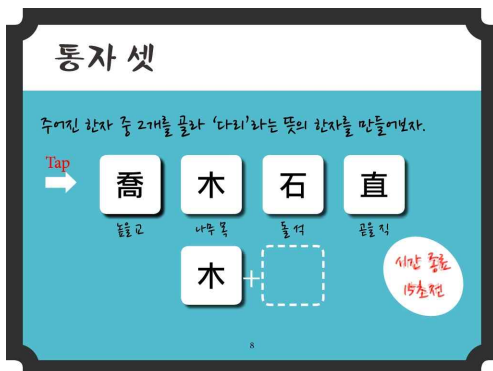 통자 셋
주어진 한자 중 2개를 골라 '다리'라는 뜻의 한자를 만들어보자.
Tap
喬 木 石 直
높을 교 나무 목 돌 석 곧을 직
木 +
시간 종료
15초전
8